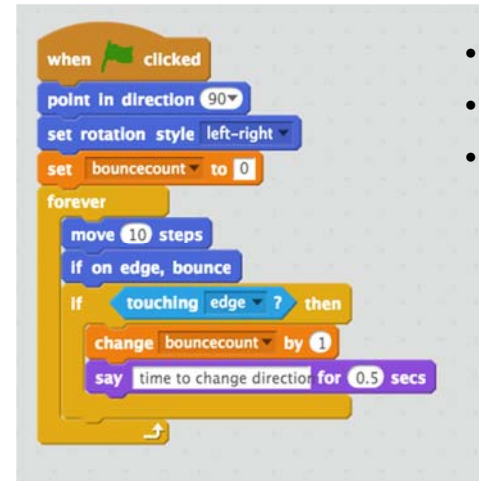 when clicked
point in direction 90
set rotation style left-right
set bouncecount to 0
forever
move 10 steps
if on edge, bounce
if touching edge ? then
change bouncecount by 1
say time to change direction for 0.5 secs